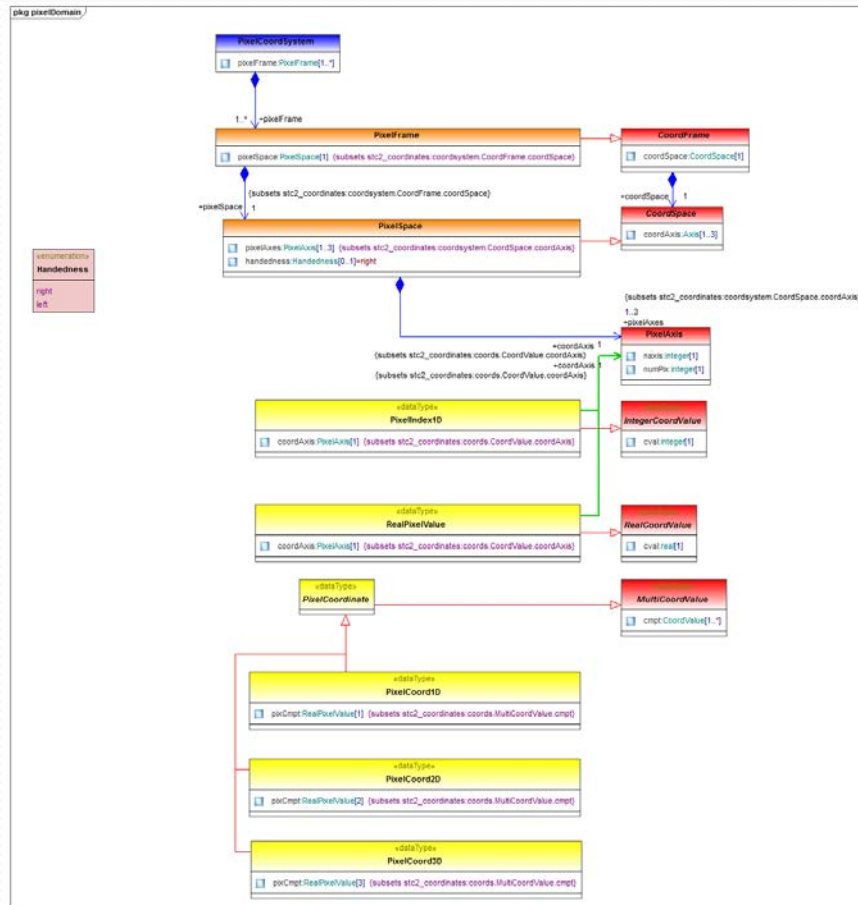 pkg pixelDomain
PixelCoordSystem
pixelFrame:PixelFrame[1..*]
1..* +pixelFrame
PixelFrame
pixelSpace:PixelSpace[1] {subsets stc2_coordinates:coordsystem.CoordFrame.coordSpace}
CoordFrame
coordSpace:CoordSpace[1]
{subsets stc2_coordinates:coordsystem.CoordFrame.coordSpace}
+pixelSpace 1
+coordSpace 1
CoordSpace
coordAxis:Axis[1..3]
PixelSpace
pixelAxes:PixelAxis[1..3] {subsets stc2_coordinates:coordsystem.CoordSpace.coordAxis}
handedness:Handedness[0..1]=right
«enumeration»
Handedness
right
left
{subsets stc2_coordinates:coordsystem.CoordSpace.coordAxis}
1..3
+pixelAxes
PixelAxis
naxis:integer[1]
numPix:integer[1]
+coordAxis 1
{subsets stc2_coordinates:coords.CoordValue.coordAxis}
+coordAxis 1
{subsets stc2_coordinates:coords.CoordValue.coordAxis}
«dataType»
PixelIndex1D
coordAxis:PixelAxis[1] {subsets stc2_coordinates:coords.CoordValue.coordAxis}
IntegerCoordValue
cval:integer[1]
«dataType»
RealPixelValue
coordAxis:PixelAxis[1] {subsets stc2_coordinates:coords.CoordValue.coordAxis}
RealCoordValue
cval:real[1]
«dataType»
PixelCoordinate
MultiCoordValue
cmpt:CoordValue[1..*]
«dataType»
PixelCoord1D
pixCmpt:RealPixelValue[1] {subsets stc2_coordinates:coords.MultiCoordValue.cmpt}
«dataType»
PixelCoord2D
pixCmpt:RealPixelValue[2] {subsets stc2_coordinates:coords.MultiCoordValue.cmpt}
«dataType»
PixelCoord3D
pixCmpt:RealPixelValue[3] {subsets stc2_coordinates:coords.MultiCoordValue.cmpt}